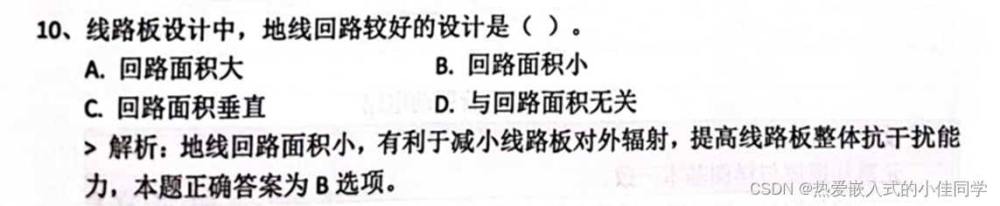 10、线路板设计中，地线回路较好的设计是（ ）。
A. 回路面积大 B. 回路面积小
C. 回路面积垂直 D. 与回路面积无关
> 解析：地线回路面积小，有利于减小线路板对外辐射，提高线路板整体抗干扰能
力，本题正确答案为 B 选项。
CSDN @热爱嵌入式的小佳同学